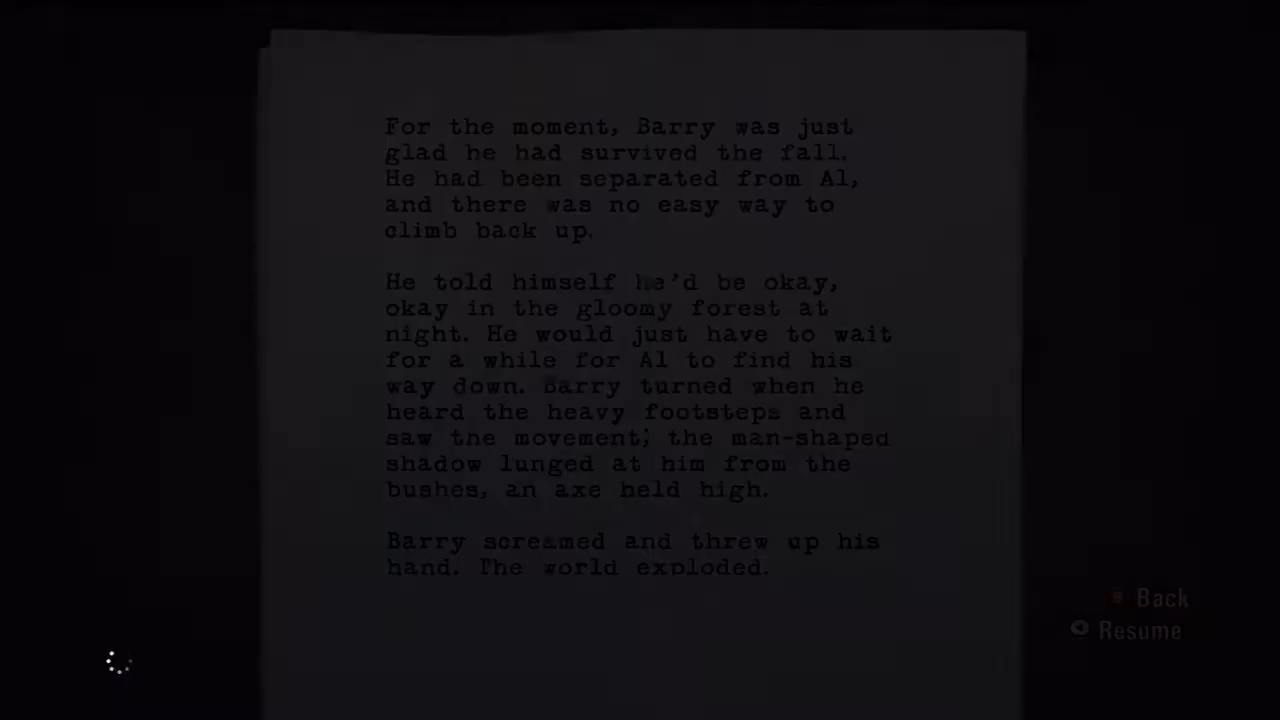 For the moment, Barry was just
glad he had survived the fall.
He had been separated from Al,
and there was no easy way to
climb back up.
He told himself he'd be okay,
okay in the gloomy forest at
night. He would just have to wait
for a while for Al to find his
way down. Barry turned when he
heard the heavy footsteps and
saw the movement; the man-shaped
shadow lunged at him from the
bushes, an axe held high.
Barry screamed and threw up his
hand. The world exploded.
Back
Resume